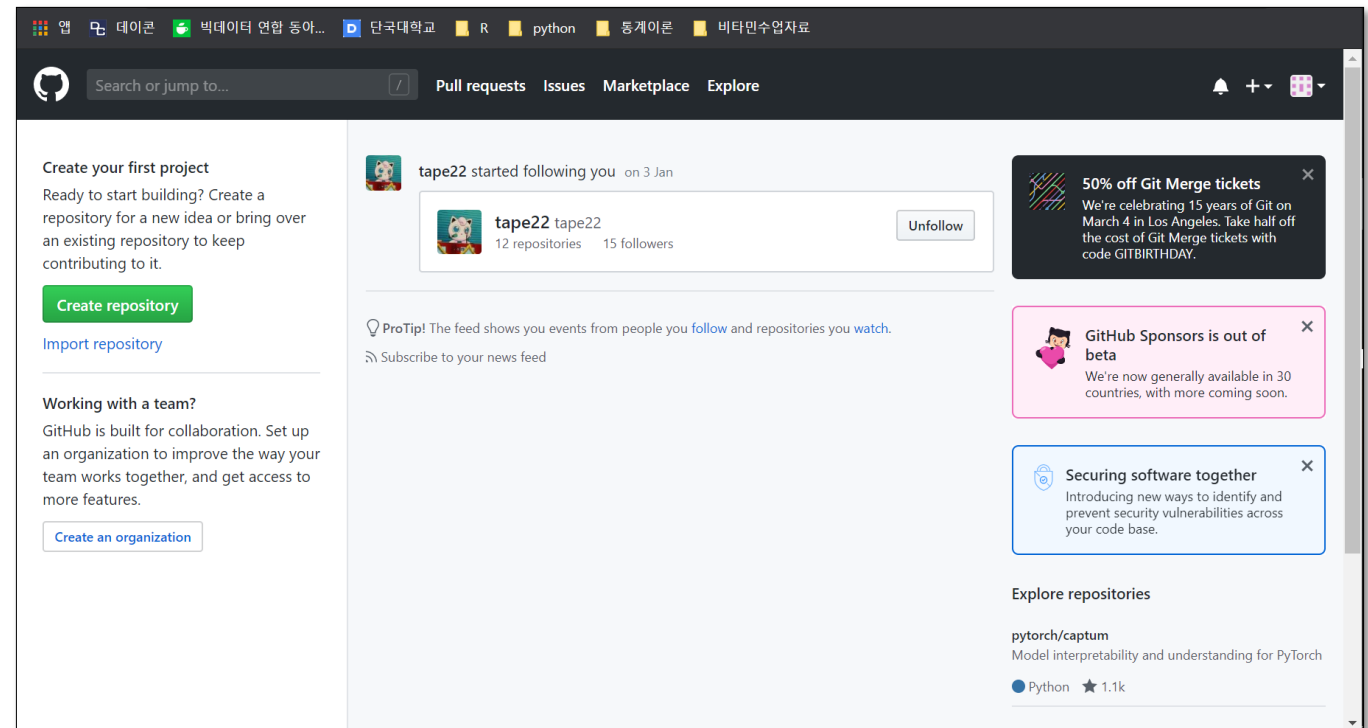 앱 데이콘 빅데이터 연합 동아... 단국대학교 R python 통계이론 비타민수업자료
Search or jump to... / Pull requests Issues Marketplace Explore
Create your first project
Ready to start building? Create a
repository for a new idea or bring over
an existing repository to keep
contributing to it.
Create repository
Import repository
Working with a team?
GitHub is built for collaboration. Set up
an organization to improve the way your
team works together, and get access to
more features.
Create an organization
tape22 started following you on 3 Jan
tape22 tape22
12 repositories 15 followers
Unfollow
ProTip! The feed shows you events from people you follow and repositories you watch.
Subscribe to your news feed
50% off Git Merge tickets
We're celebrating 15 years of Git on
March 4 in Los Angeles. Take half off
the cost of Git Merge tickets with
code GITBIRTHDAY.
GitHub Sponsors is out of
beta
We're now generally available in 30
countries, with more coming soon.
Securing software together
Introducing new ways to identify and
prevent security vulnerabilities across
your code base.
Explore repositories
pytorch/captum
Model interpretability and understanding for PyTorch
Python 1.1k